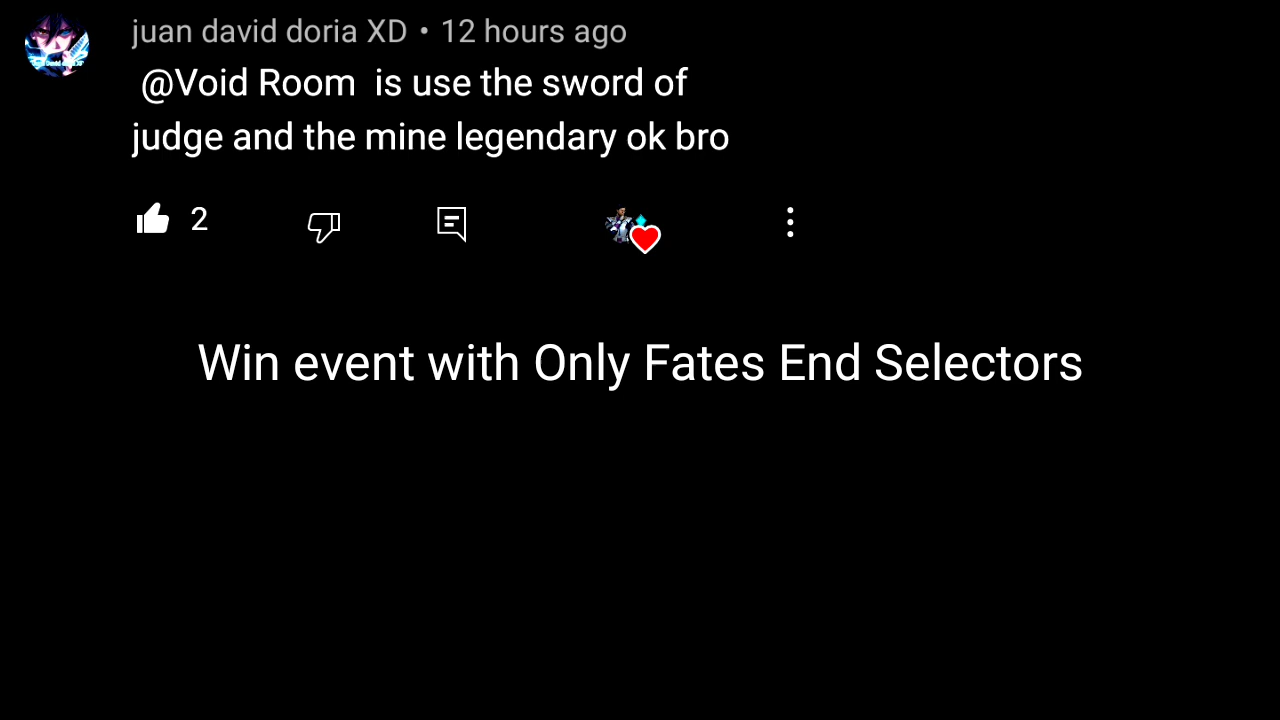 juan david doria XD • 12 hours ago
@Void Room is use the sword of
judge and the mine legendary ok bro
2
Win event with Only Fates End Selectors